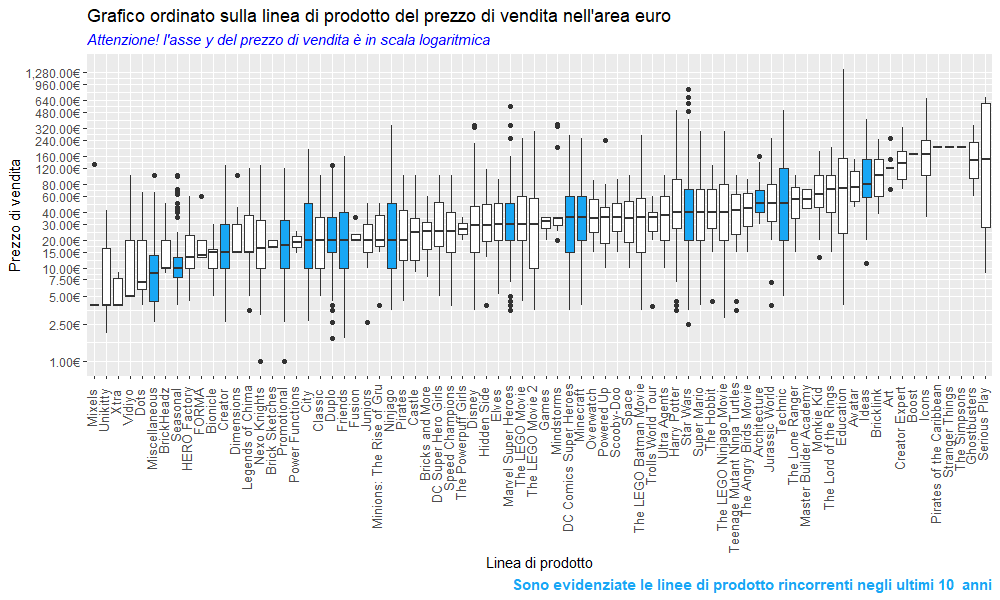 Grafico ordinato sulla linea di prodotto del prezzo di vendita nell'area euro
Attenzione! l'asse y del prezzo di vendita è in scala logaritmica
Prezzo di vendita
1,280.00€
960.00€
640.00€
480.00€
320.00€
240.00€
160.00€
120.00€
80.00€
60.00€
40.00€
30.00€
20.00€
15.00€
10.00€
7.50€
5.00€
2.50€
1.00€
Mixels
Unikitty
Xtra
Vidiyo
Dots
Miscellaneous
BrickHeadz
Seasonal
HERO Factory
FORMA
Bionicle
Creator
Dimensions
Legends of Chima
Nexo Knights
Brick Sketches
Promotional
Power Functions
City
Classic
Duplo
Friends
Fusion
Juniors
Minions: The Rise of Gru
Ninjago
Pirates
Castle
Bricks and More
DC Super Hero Girls
Speed Champions
The Powerpuff Girls
Disney
Hidden Side
Elves
Marvel Super Heroes
The LEGO Movie
The LEGO Movie 2
Games
Mindstorms
DC Comics Super Heroes
Minecraft
Overwatch
Powered Up
Scooby-Doo
Space
The LEGO Batman Movie
Trolls World Tour
Ultra Agents
Harry Potter
Star Wars
Super Mario
The Hobbit
The LEGO Ninjago Movie
Teenage Mutant Ninja Turtles
The Angry Birds Movie
Architecture
Jurassic World
Technic
The Lone Ranger
Master Builder Academy
Monkie Kid
The Lord of the Rings
Education
Avatar
Ideas
Bricklink
Art
Creator Expert
Boost
Icons
Pirates of the Caribbean
Stranger Things
The Simpsons
Ghostbusters
Serious Play
Linea di prodotto
Sono evidenziate le linee di prodotto rincorrenti negli ultimi 10 anni